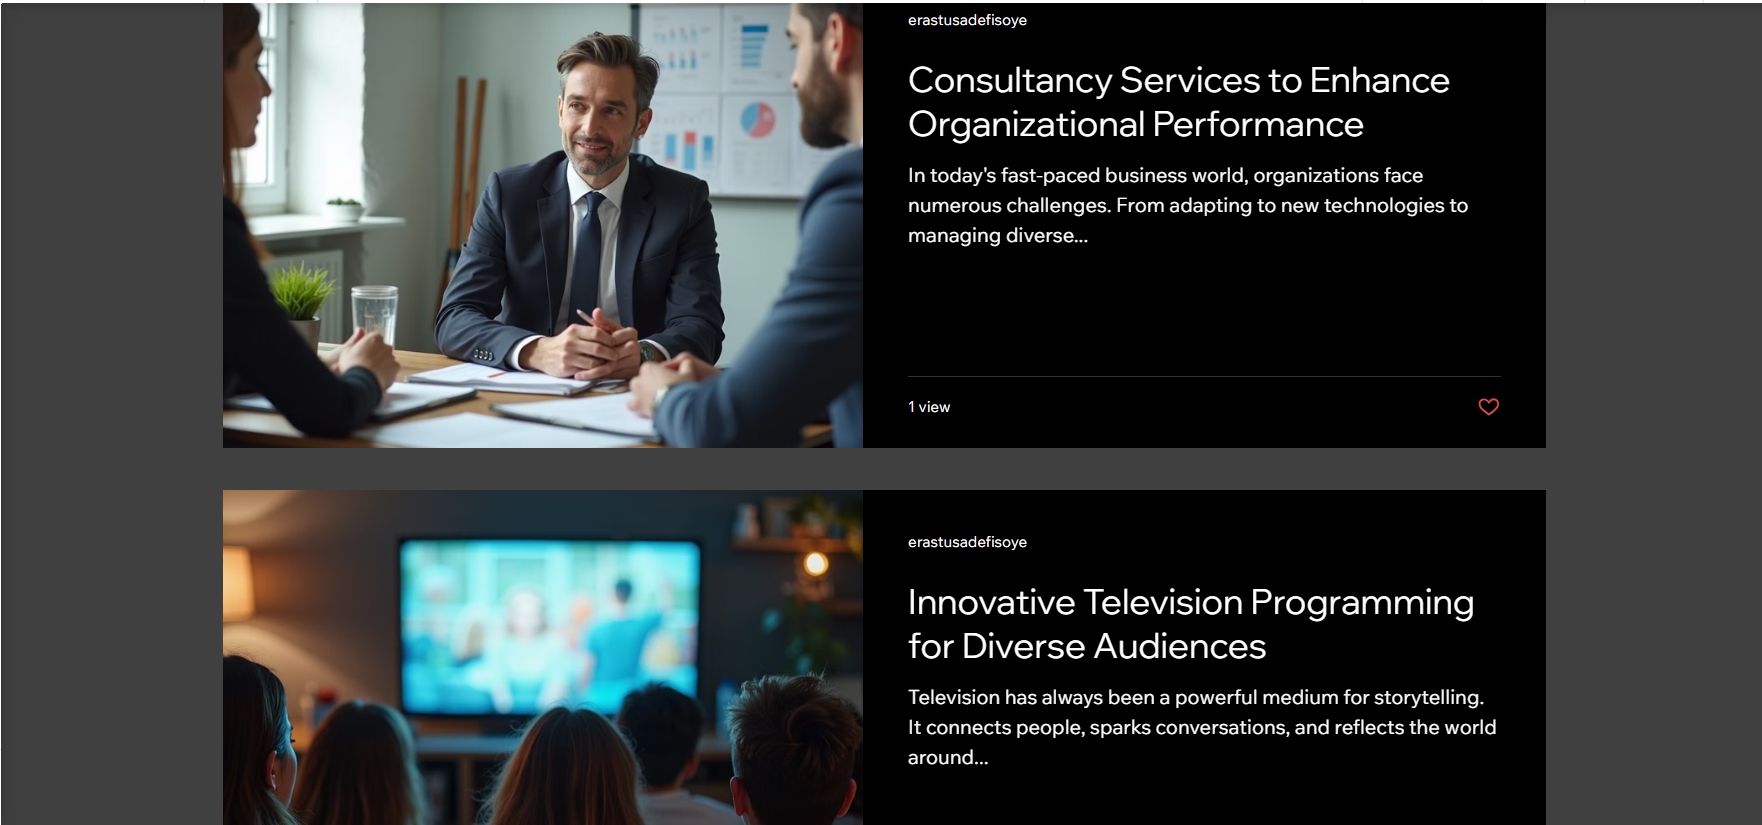 erastusadefisoye
Consultancy Services to Enhance
Organizational Performance
In today's fast-paced business world, organizations face
numerous challenges. From adapting to new technologies to
managing diverse...
1 view
erastusadefisoye
Innovative Television Programming
for Diverse Audiences
Television has always been a powerful medium for storytelling.
It connects people, sparks conversations, and reflects the world
around...